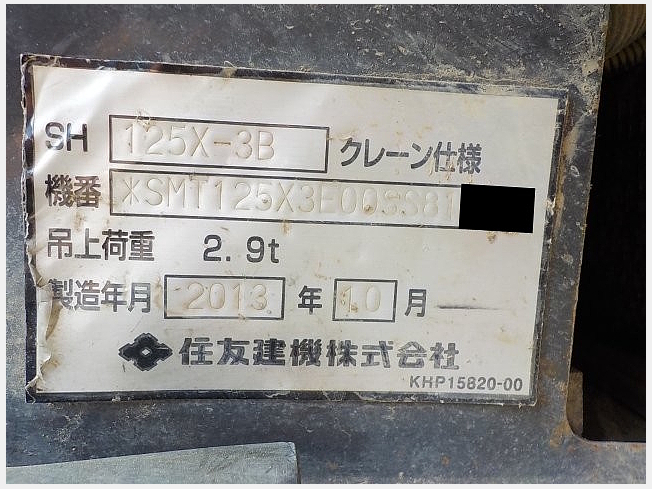 SH 125X-3B クレーン仕様
機番 *SMT125X3E00SS81
吊上荷重 2.9t
製造年月 2013 年 10 月
住友建機株式会社
KHP15820-00